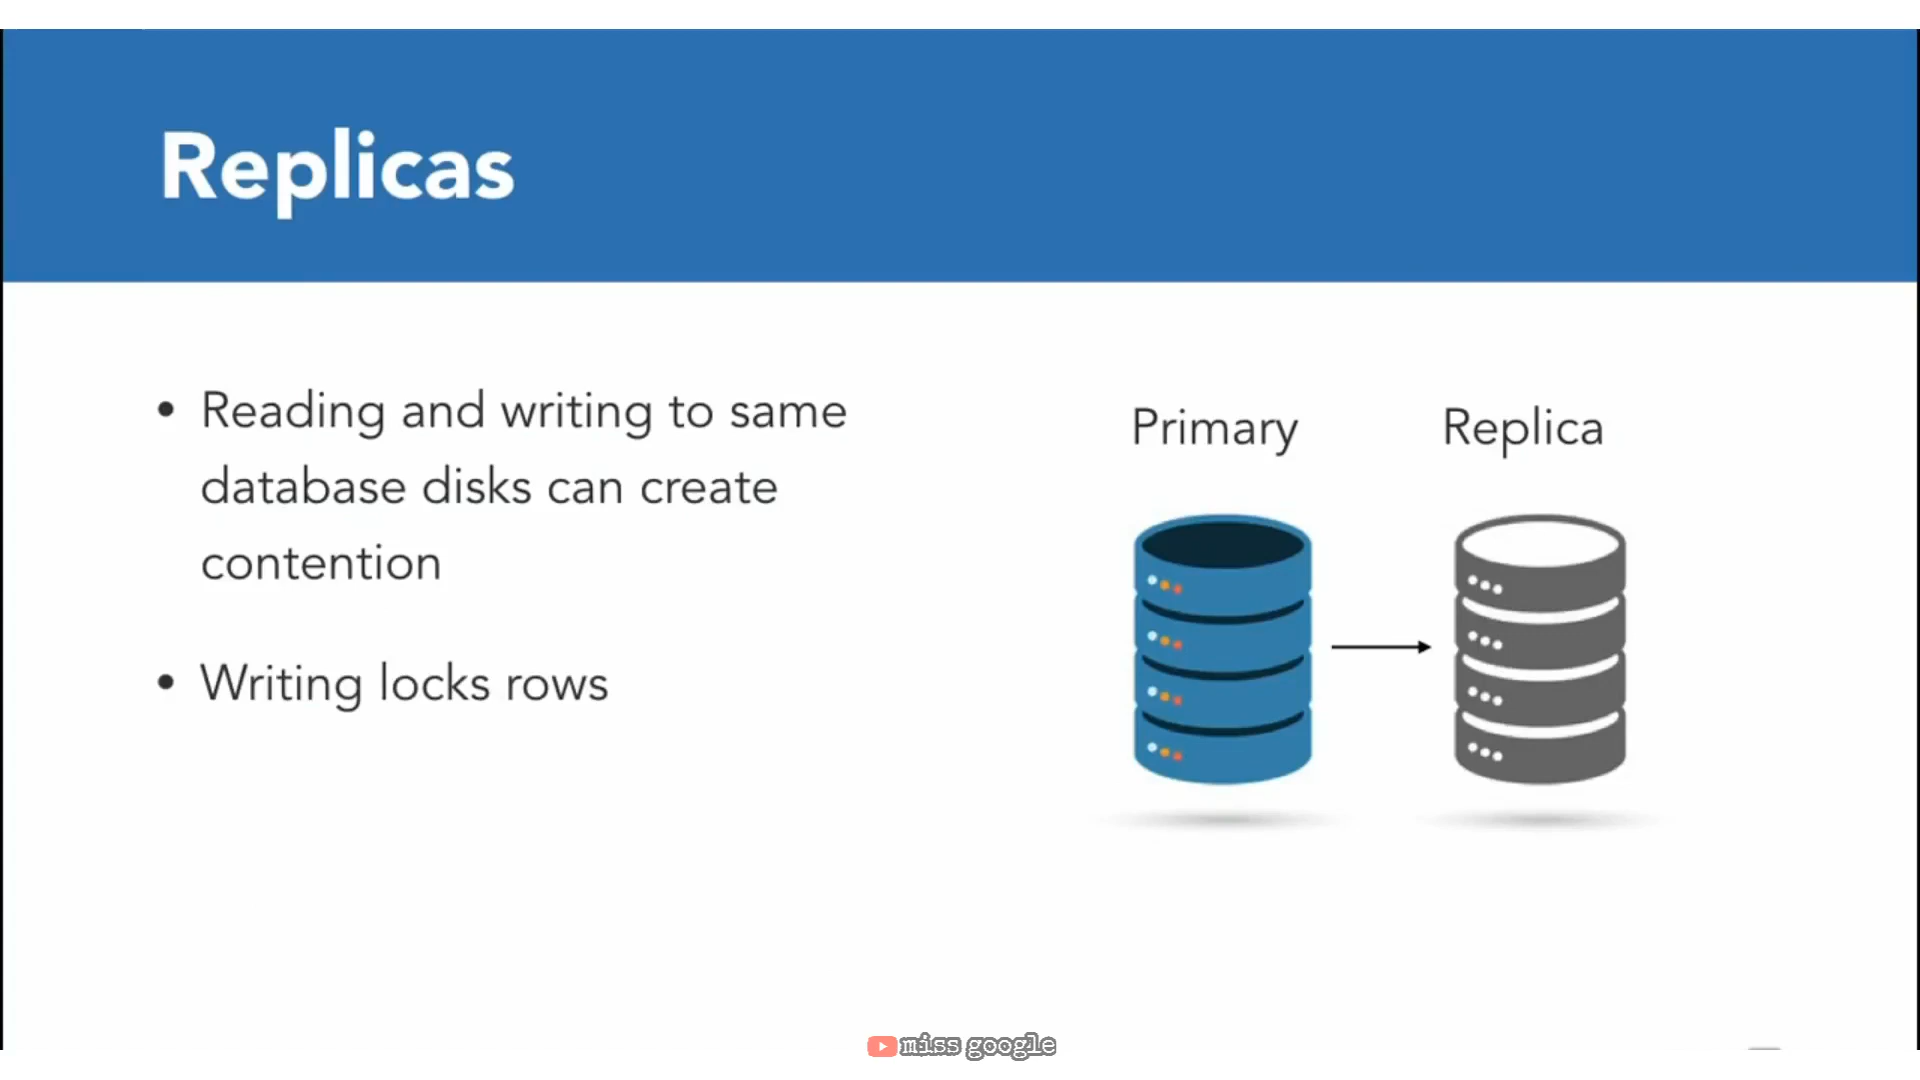 Replicas
• Reading and writing to same
database disks can create
contention
• Writing locks rows
Primary
Replica
miss google